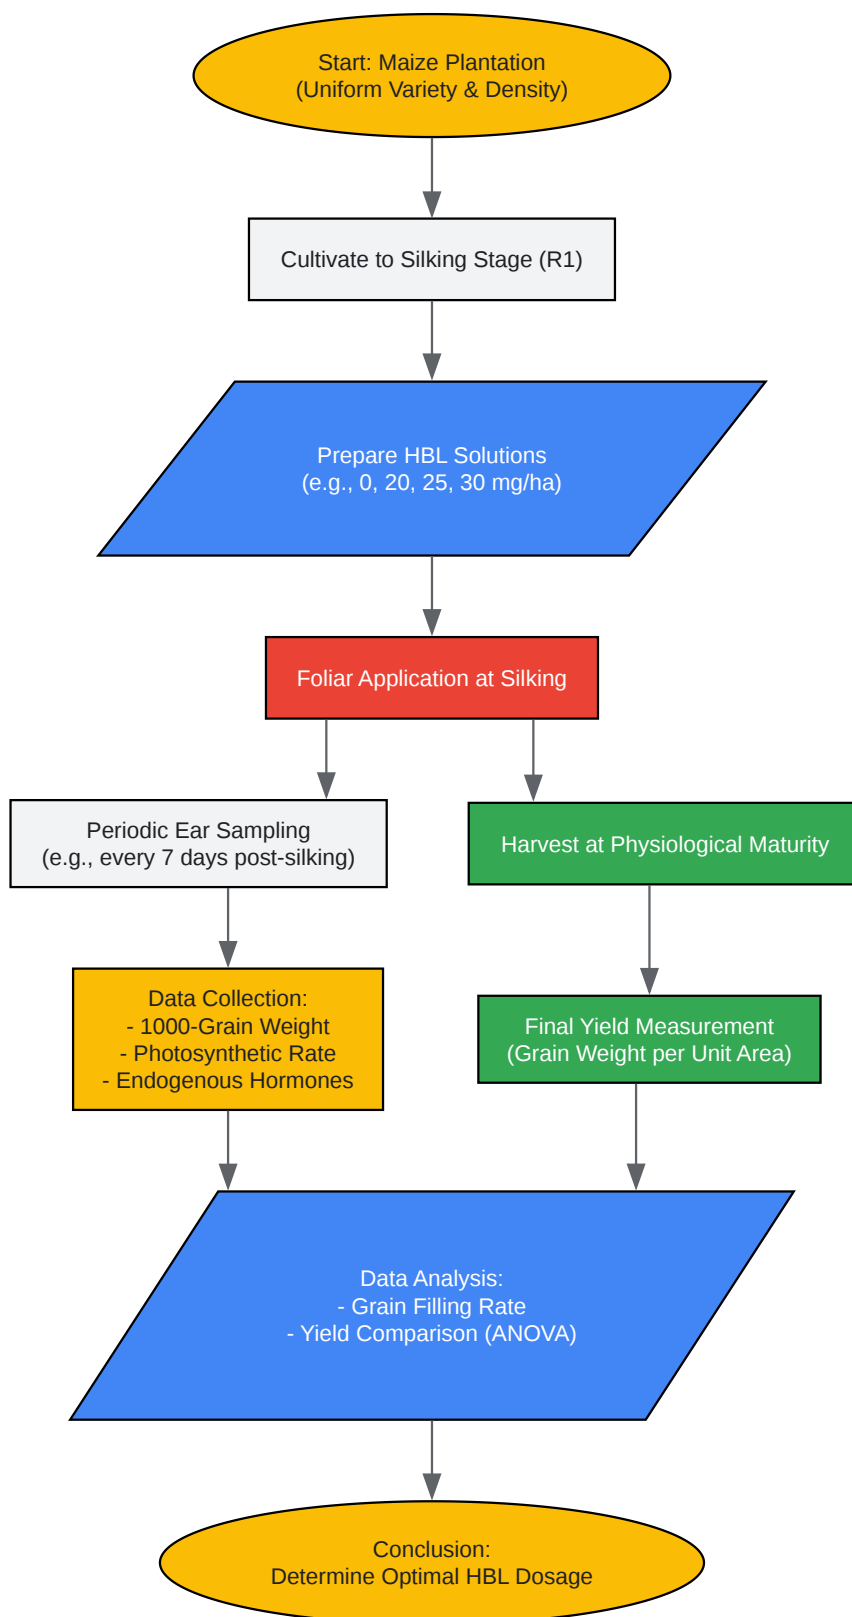 Start: Maize Plantation
(Uniform Variety & Density)
Cultivate to Silking Stage (R1)
Prepare HBL Solutions
(e.g., 0, 20, 25, 30 mg/ha)
Foliar Application at Silking
Periodic Ear Sampling
(e.g., every 7 days post-silking)
Harvest at Physiological Maturity
Data Collection:
- 1000-Grain Weight
- Photosynthetic Rate
- Endogenous Hormones
Final Yield Measurement
(Grain Weight per Unit Area)
Data Analysis:
- Grain Filling Rate
- Yield Comparison (ANOVA)
Conclusion:
Determine Optimal HBL Dosage